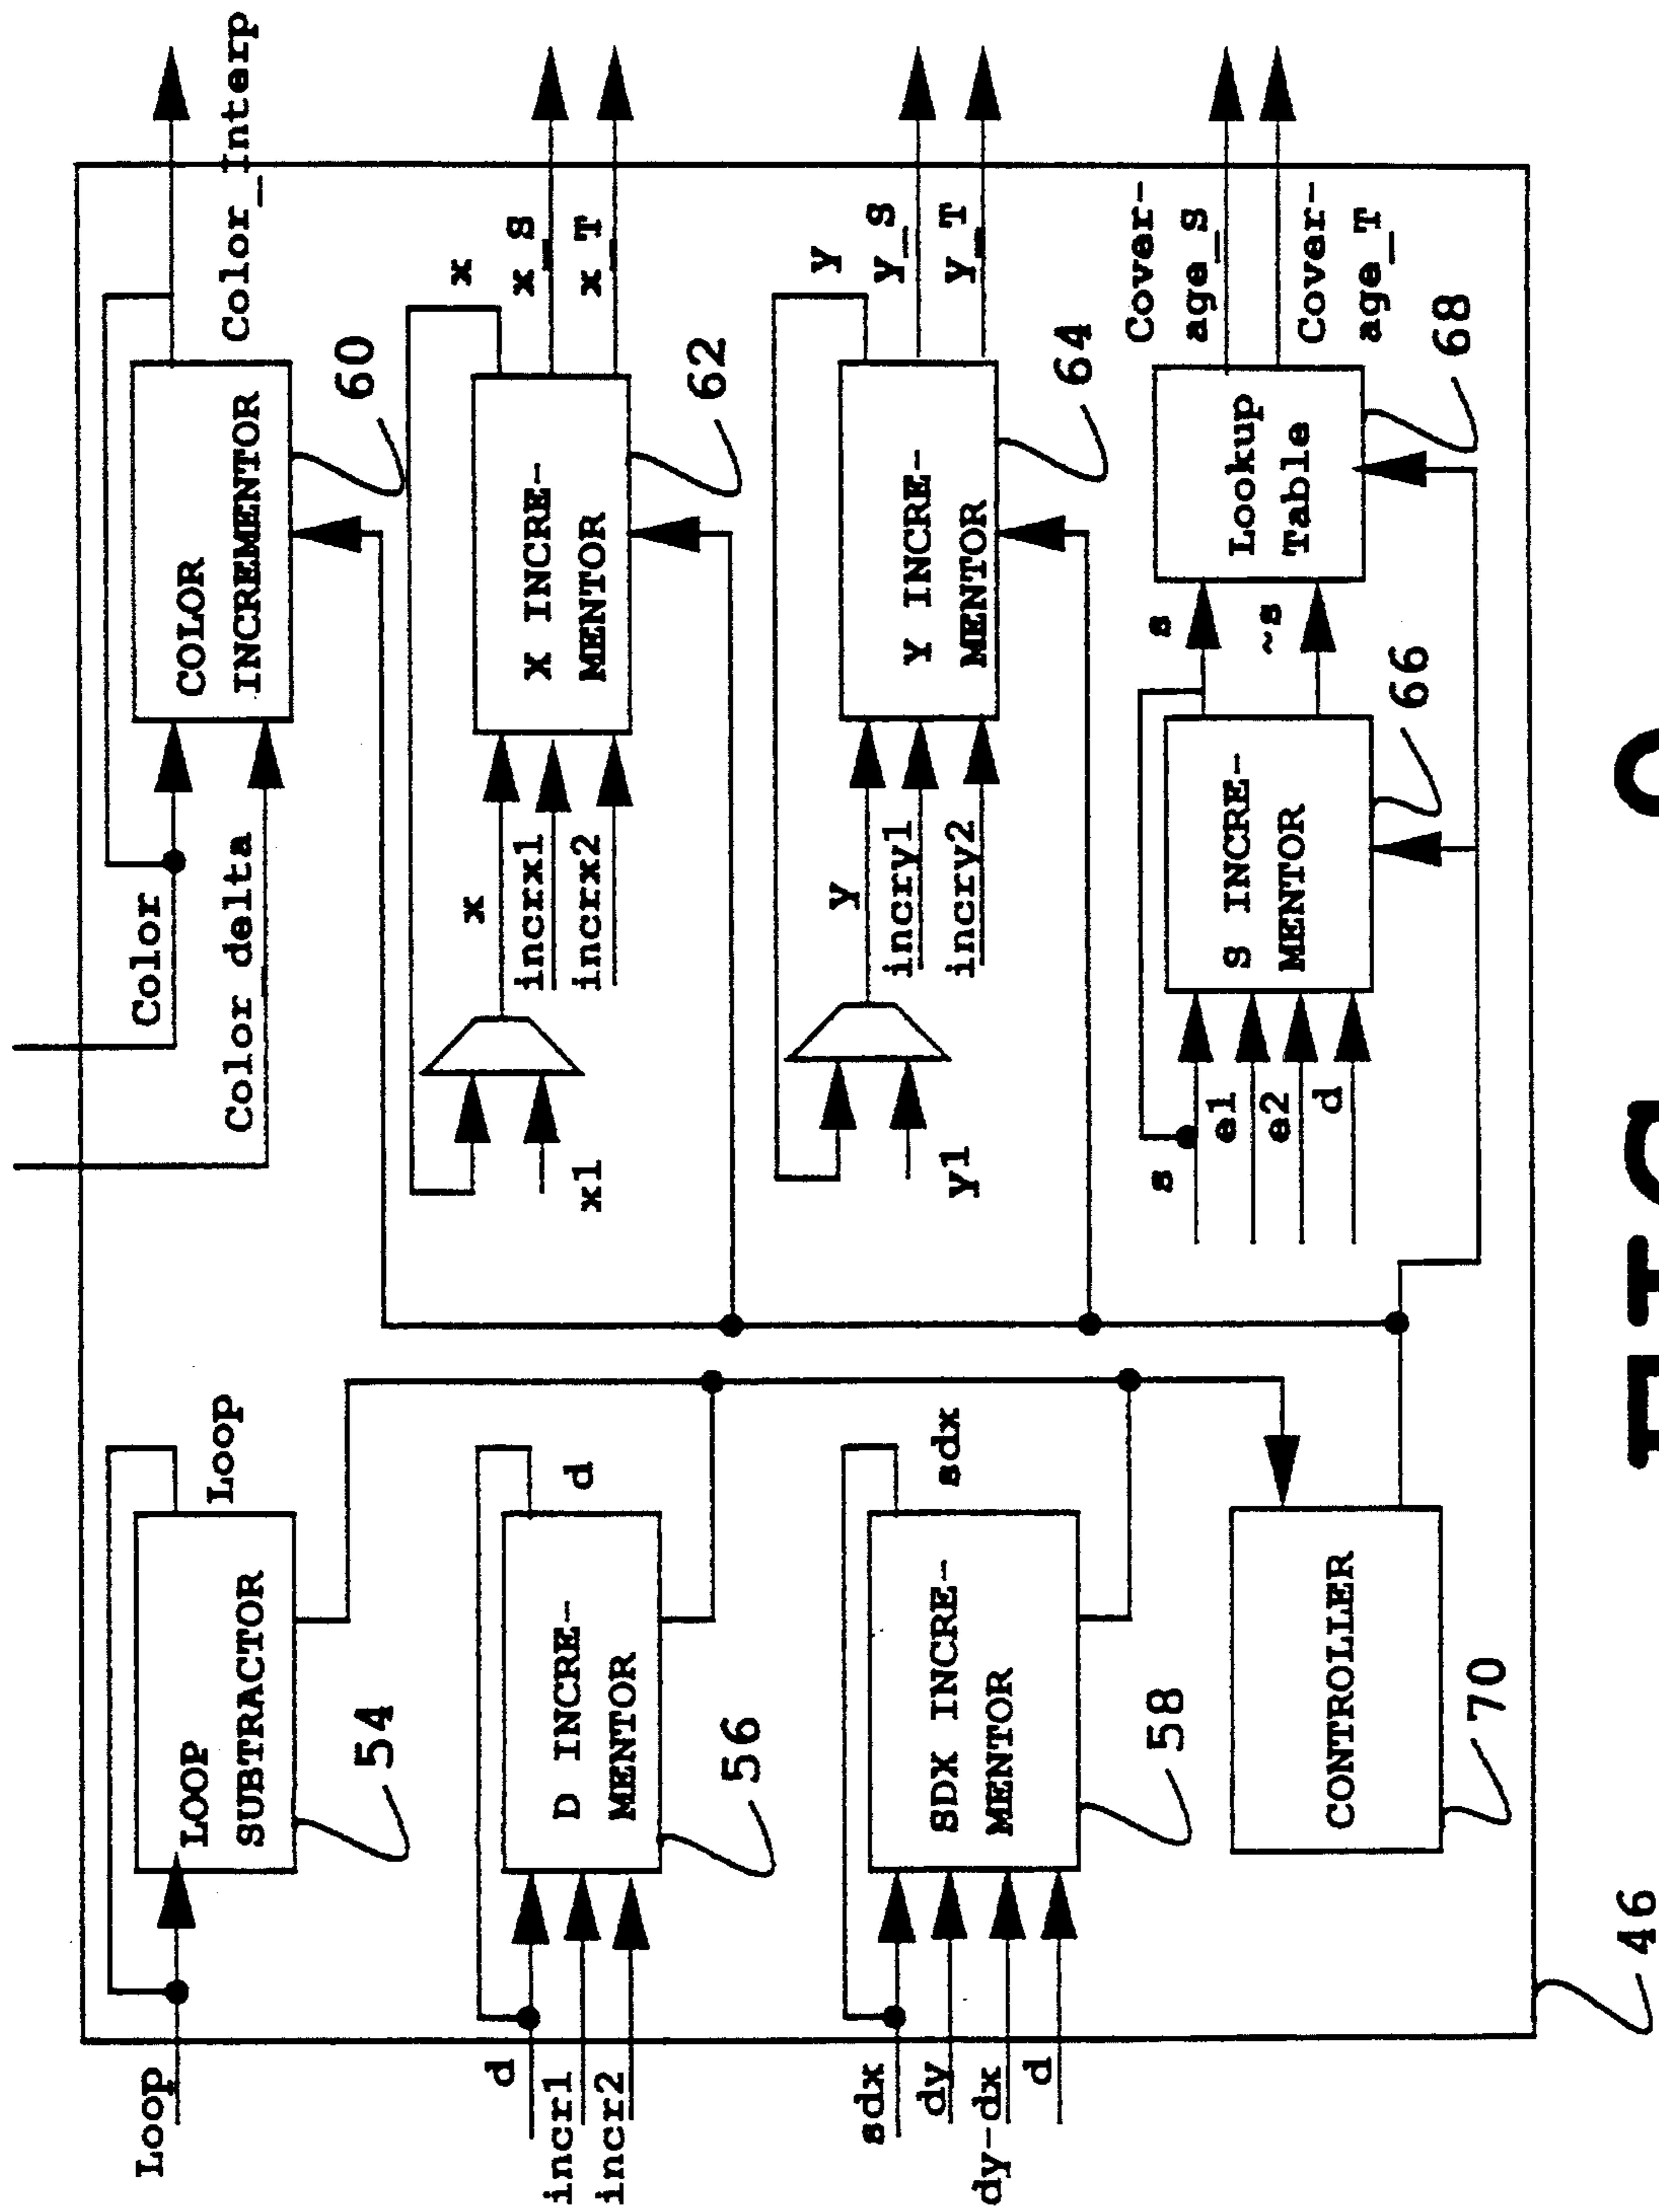 Loop
LOOP
SUBTRACTOR
Loop
54
d
incr1
incr2
D INCRE-
MENTOR
d
56
sdx
dy
dy-dx
d
SDX INCRE-
MENTOR
sdx
58
CONTROLLER
70
46
Color
Color delta
COLOR
INCREMENTOR
Color_Interp
60
x1
x
incrx1
incrx2
X INCRE-
MENTOR
x
x_S
x_T
62
y1
y
incry1
incry2
Y INCRE-
MENTOR
y
y_S
y_T
64
s
e1
e2
d
S INCRE-
MENTOR
66
s
~s
Lookup
Table
68
Cover-
age_S
Cover-
age_T